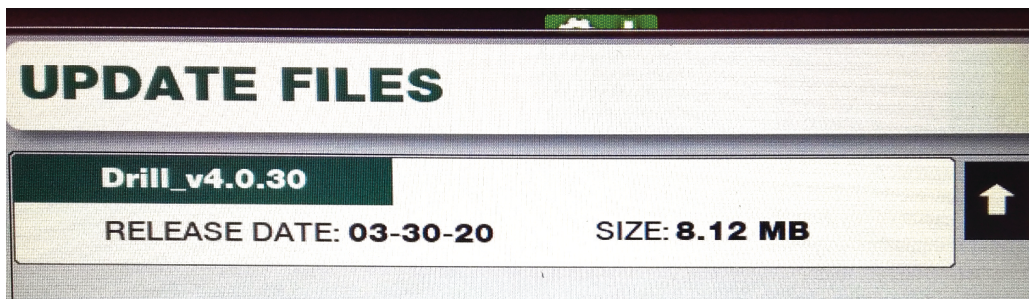 UPDATE FILES
Drill_v4.0.30
RELEASE DATE: 03-30-20 SIZE: 8.12 MB